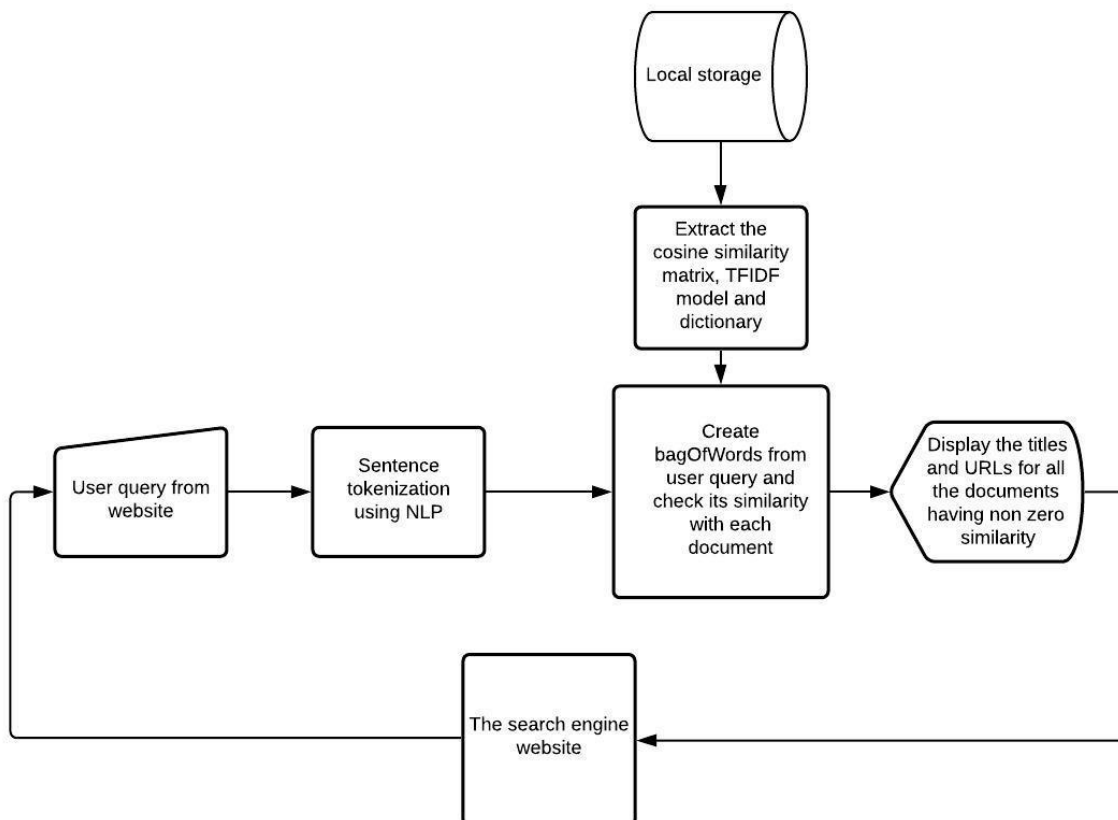 Local storage
Extract the
cosine similarity
matrix, TFIDF
model and
dictionary
User query from
website
Sentence
tokenization
using NLP
Create
bagOfWords from
user query and
check its similarity
with each
document
Display the titles
and URLs for all
the documents
having non zero
similarity
The search engine
website